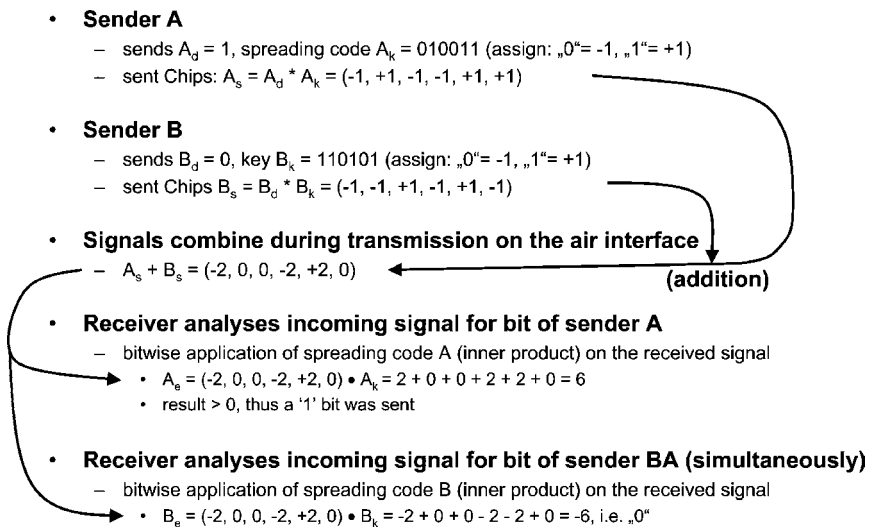 • Sender A
– sends Ad = 1, spreading code Ak = 010011 (assign: „0“= -1, „1“= +1)
– sent Chips: As = Ad * Ak = (-1, +1, -1, -1, +1, +1)
• Sender B
– sends Bd = 0, key Bk = 110101 (assign: „0“= -1, „1“= +1)
– sent Chips Bs = Bd * Bk = (-1, -1, +1, -1, +1, -1)
• Signals combine during transmission on the air interface
– As + Bs = (-2, 0, 0, -2, +2, 0)
(addition)
• Receiver analyses incoming signal for bit of sender A
– bitwise application of spreading code A (inner product) on the received signal
• Ae = (-2, 0, 0, -2, +2, 0) • Ak = 2 + 0 + 0 + 2 + 2 + 0 = 6
• result > 0, thus a ‘1’ bit was sent
• Receiver analyses incoming signal for bit of sender BA (simultaneously)
– bitwise application of spreading code B (inner product) on the received signal
• Be = (-2, 0, 0, -2, +2, 0) • Bk = -2 + 0 + 0 - 2 - 2 + 0 = -6, i.e. „0“